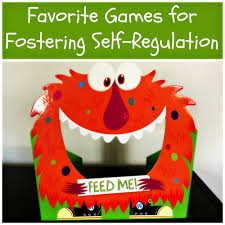 Favorite Games for
Fostering Self-Regulation
FEED ME!